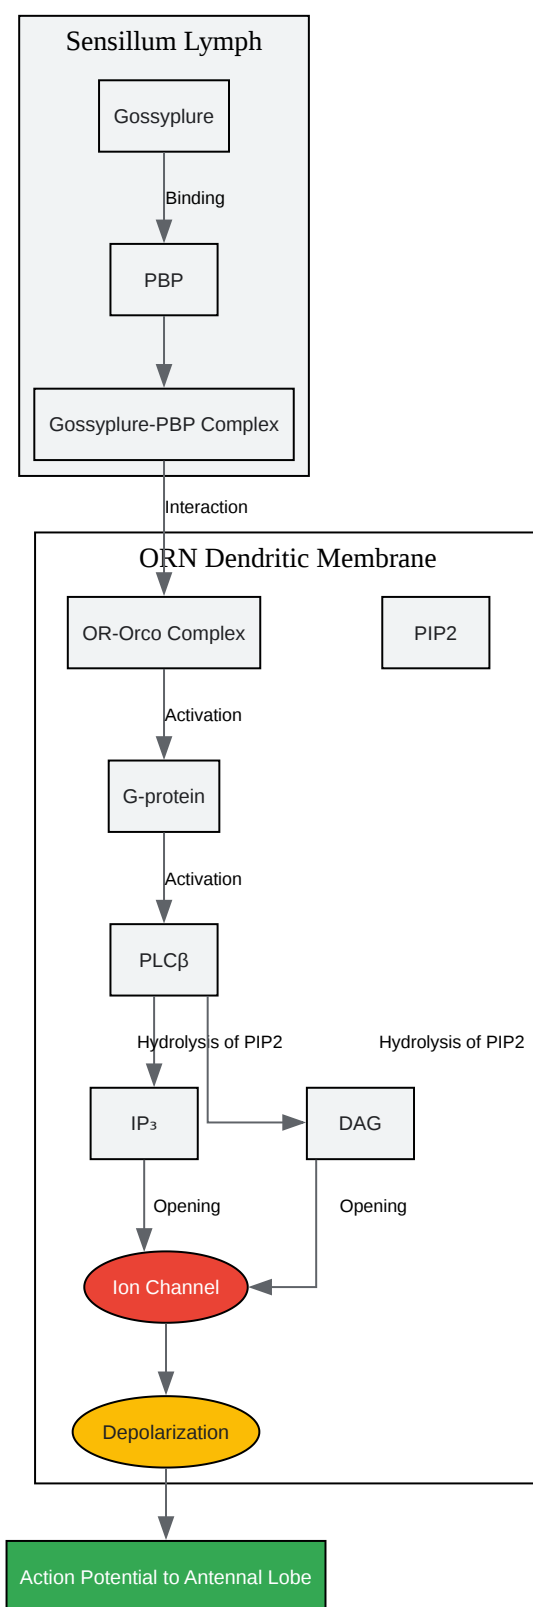 Sensillum Lymph
Gossyplure
Binding
PBP
Gossyplure-PBP Complex
Interaction
ORN Dendritic Membrane
OR-Orco Complex
PIP2
Activation
G-protein
Activation
PLCβ
Hydrolysis of PIP2
Hydrolysis of PIP2
IP₃
DAG
Opening
Opening
Ion Channel
Depolarization
Action Potential to Antennal Lobe